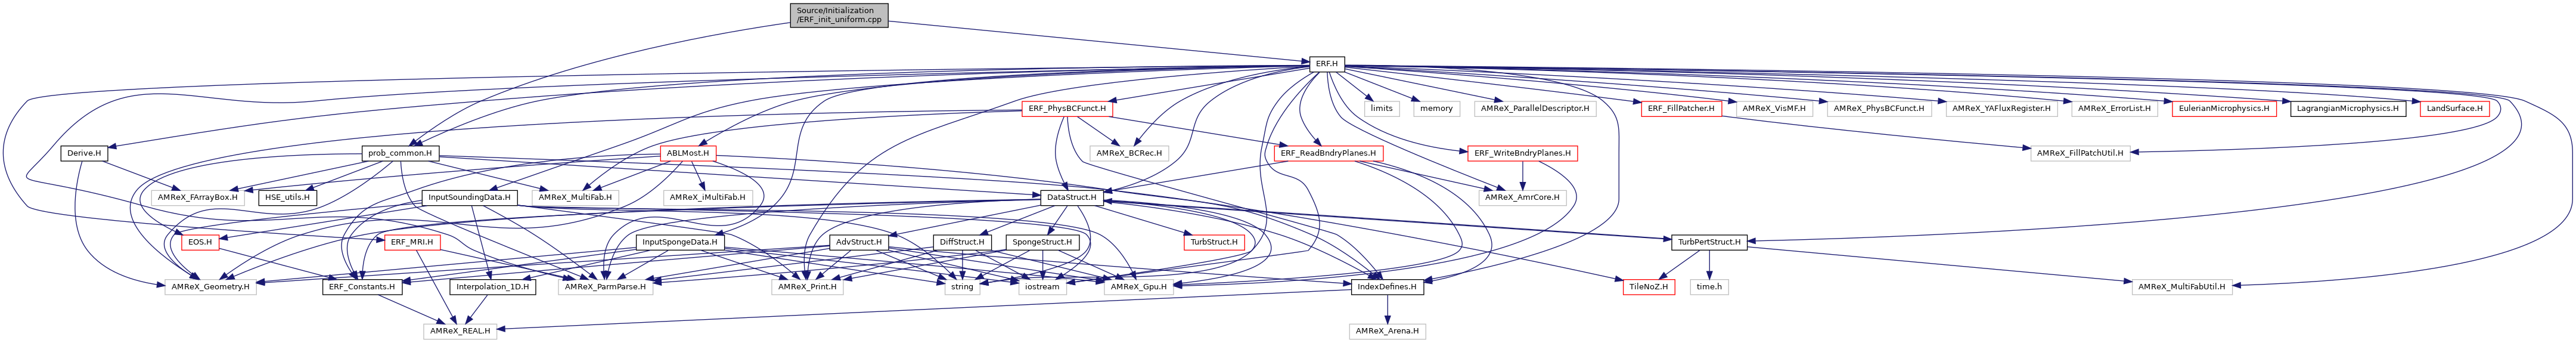 Source/Initialization
/ERF_init_uniform.cpp
ERF.H
ERF_PhysBCFunct.H
limits
memory
AMReX_ParallelDescriptor.H
ERF_FillPatcher.H
AMReX_VisMF.H
AMReX_PhysBCFunct.H
AMReX_YAFluxRegister.H
AMReX_ErrorList.H
EulerianMicrophysics.H
LagrangianMicrophysics.H
LandSurface.H
Derive.H
prob_common.H
ABLMost.H
AMReX_BCRec.H
ERF_ReadBndryPlanes.H
ERF_WriteBndryPlanes.H
AMReX_FillPatchUtil.H
AMReX_FArrayBox.H
HSE_utils.H
InputSoundingData.H
AMReX_MultiFab.H
AMReX_iMultiFab.H
DataStruct.H
AMReX_AmrCore.H
EOS.H
ERF_MRI.H
InputSpongeData.H
AdvStruct.H
DiffStruct.H
SpongeStruct.H
TurbStruct.H
TurbPertStruct.H
AMReX_Geometry.H
ERF_Constants.H
Interpolation_1D.H
AMReX_ParmParse.H
AMReX_Print.H
string
iostream
AMReX_Gpu.H
IndexDefines.H
TileNoZ.H
time.h
AMReX_MultiFabUtil.H
AMReX_REAL.H
AMReX_Arena.H